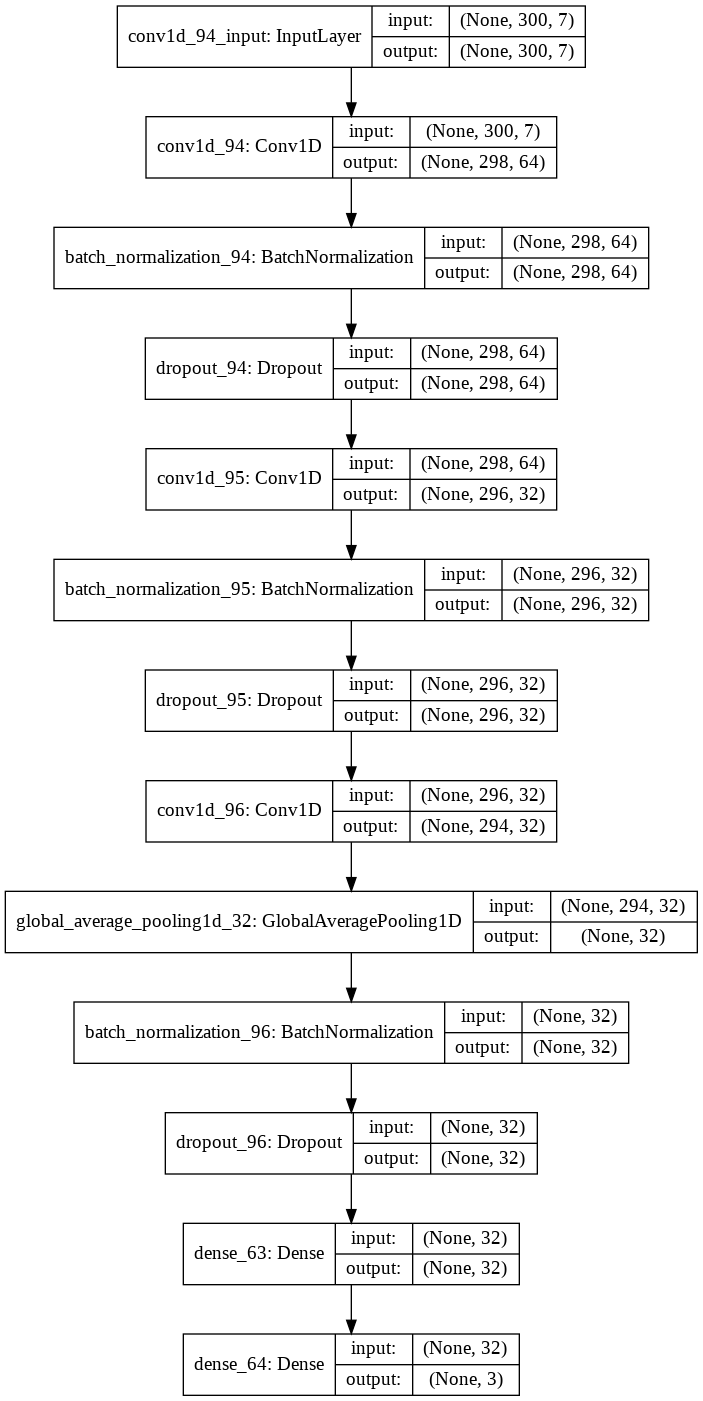 conv1d_94_input: InputLayer input: (None, 300, 7)
output: (None, 300, 7)
conv1d_94: Conv1D input: (None, 300, 7)
output: (None, 298, 64)
batch_normalization_94: BatchNormalization input: (None, 298, 64)
output: (None, 298, 64)
dropout_94: Dropout input: (None, 298, 64)
output: (None, 298, 64)
conv1d_95: Conv1D input: (None, 298, 64)
output: (None, 296, 32)
batch_normalization_95: BatchNormalization input: (None, 296, 32)
output: (None, 296, 32)
dropout_95: Dropout input: (None, 296, 32)
output: (None, 296, 32)
conv1d_96: Conv1D input: (None, 296, 32)
output: (None, 294, 32)
global_average_pooling1d_32: GlobalAveragePooling1D input: (None, 294, 32)
output: (None, 32)
batch_normalization_96: BatchNormalization input: (None, 32)
output: (None, 32)
dropout_96: Dropout input: (None, 32)
output: (None, 32)
dense_63: Dense input: (None, 32)
output: (None, 32)
dense_64: Dense input: (None, 32)
output: (None, 3)